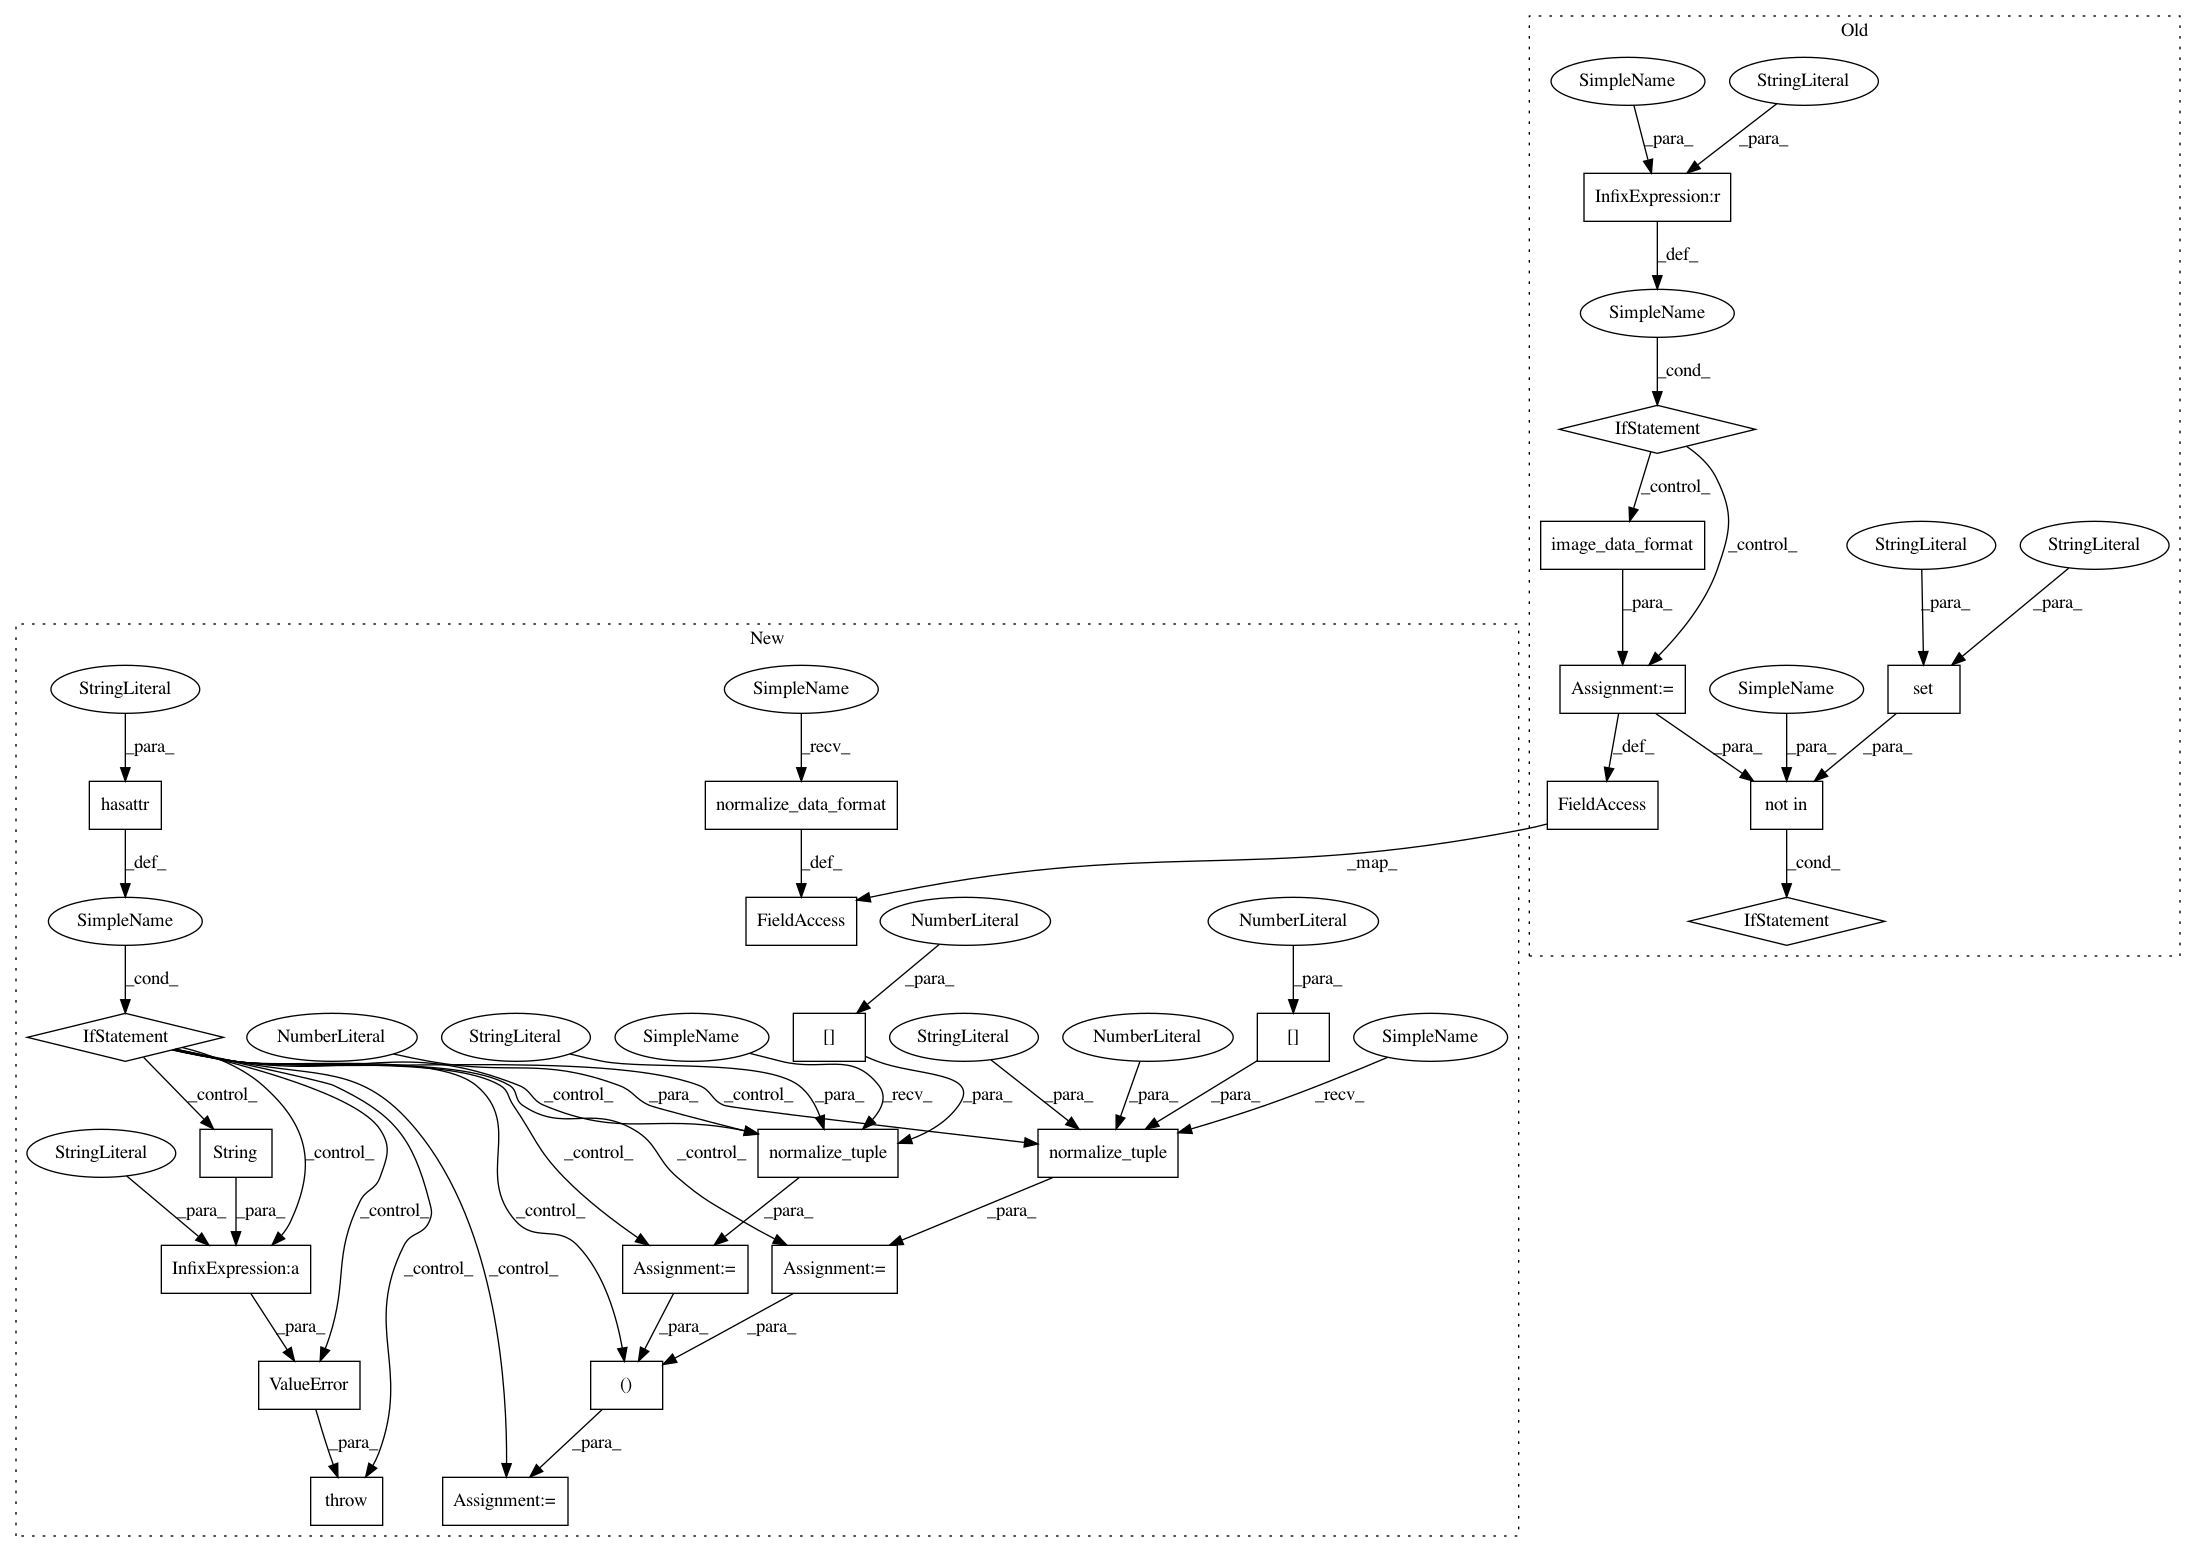 Old
SimpleName
StringLiteral
_para_
_para_
InfixExpression:r
_def_
SimpleName
_cond_
IfStatement
_control_
StringLiteral
StringLiteral
image_data_format
_control_
_para_
_para_
_para_
New
StringLiteral
SimpleName
Assignment:=
SimpleName
set
_para_
_recv_
_def_
_para_
_para_
_para_
hasattr
normalize_data_format
FieldAccess
not in
_def_
_def_
_map_
_cond_
SimpleName
FieldAccess
NumberLiteral
NumberLiteral
IfStatement
_cond_
_para_
_para_
IfStatement
NumberLiteral
StringLiteral
SimpleName
[]
StringLiteral
NumberLiteral
[]
SimpleName
_control_
_control_
_para_
_control_
_para_
_recv_
_para_
_para_
_para_
_para_
_recv_
StringLiteral
String
_control_
_control_
_control_
normalize_tuple
normalize_tuple
_para_
_para_
_control_
_control_
_para_
_para_
InfixExpression:a
_control_
_control_
Assignment:=
Assignment:=
_para_
_para_
_para_
ValueError
()
_para_
_para_
throw
Assignment:=